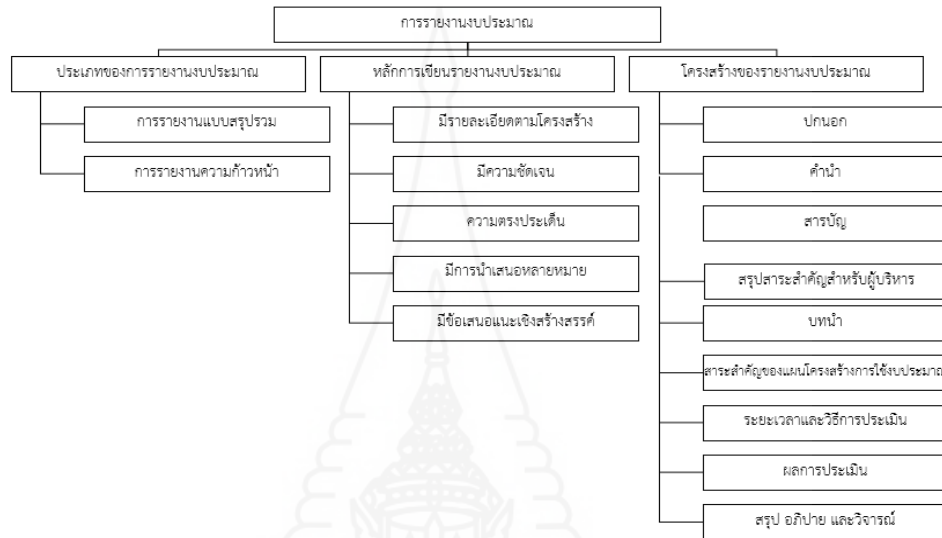 การรายงานงบประมาณ
ประเภทของการรายงานงบประมาณ
การรายงานแบบสรุปรวม
การรายงานความก้าวหน้า
หลักการเขียนรายงานงบประมาณ
มีรายละเอียดตามโครงสร้าง
มีความชัดเจน
ความตรงประเด็น
มีการนำเสนอหลายหมาย
มีข้อเสนอแนะเชิงสร้างสรรค์
โครงสร้างของรายงานงบประมาณ
ปกนอก
คำนำ
สารบัญ
สรุปสาระสำคัญสำหรับผู้บริหาร
บทนำ
สาระสำคัญของแผนโครงสร้างการใช้งบประมาณ
ระยะเวลาและวิธีการประเมิน
ผลการประเมิน
สรุป อภิปาย และวิจารณ์